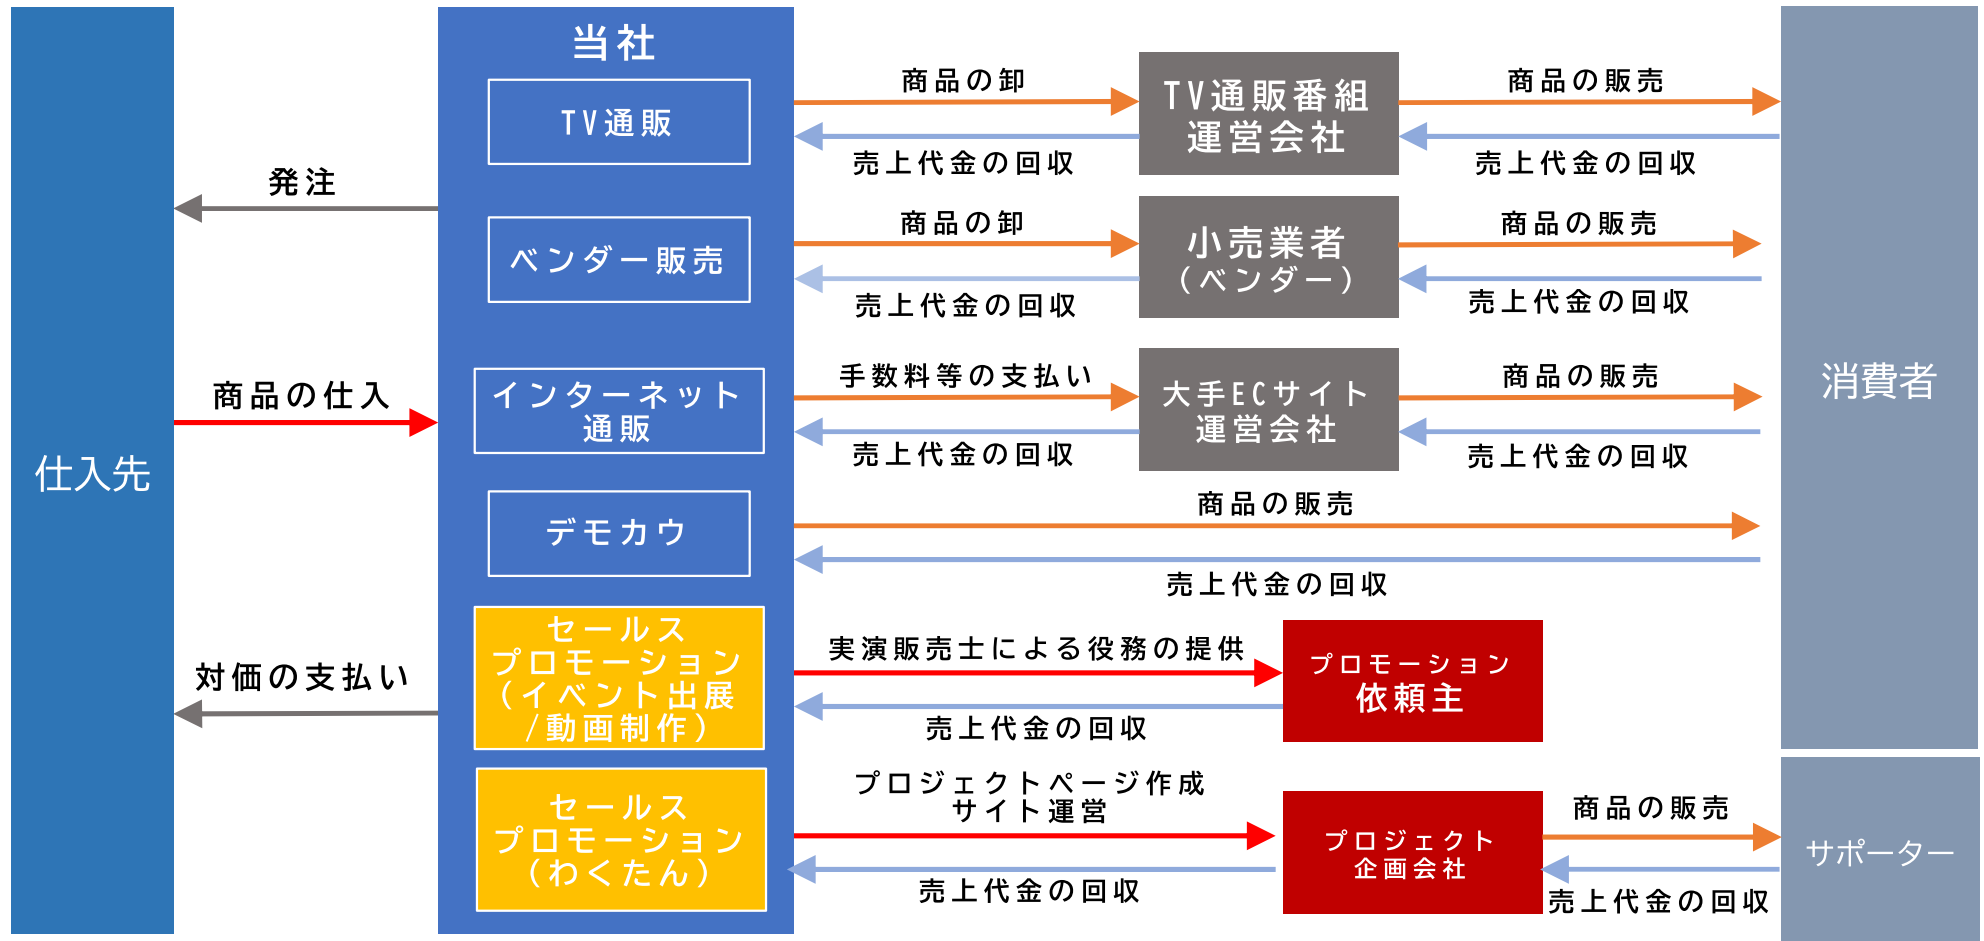 仕入先
発注
商品の仕入
対価の支払い
当社
TV通販
ベンダー販売
インターネット
通販
デモカウ
セールス
プロモーション
（イベント出展
/動画制作）
セールス
プロモーション
（わくたん）
商品の卸
売上代金の回収
TV通販番組
運営会社
商品の販売
売上代金の回収
商品の卸
売上代金の回収
小売業者
（ベンダー）
商品の販売
売上代金の回収
手数料等の支払い
売上代金の回収
大手ECサイト
運営会社
商品の販売
売上代金の回収
商品の販売
売上代金の回収
実演販売士による役務の提供
売上代金の回収
プロモーション
依頼主
プロジェクトページ作成
サイト運営
売上代金の回収
プロジェクト
企画会社
商品の販売
売上代金の回収
消費者
サポーター